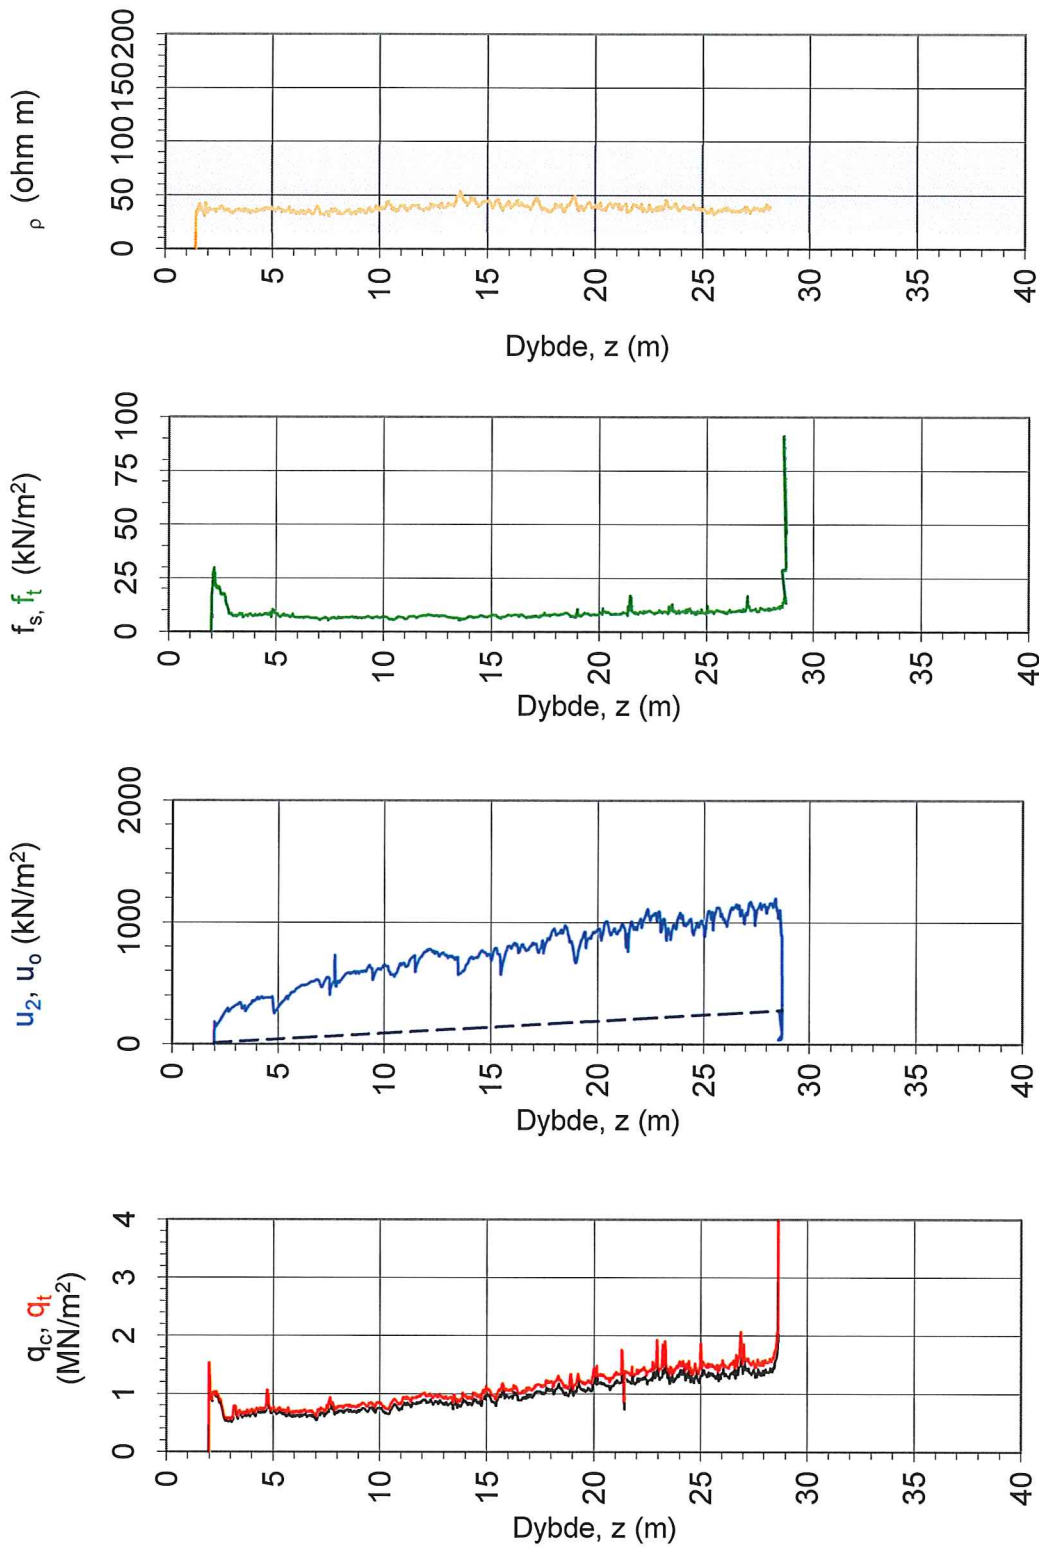 ρ (ohm m)
0 50 100 150 200
0 5 10 15 20 25 30 35 40
Dybde, z (m)
fs, ft (kN/m²)
0 25 50 75 100
0 5 10 15 20 25 30 35 40
Dybde, z (m)
u2, uo (kN/m²)
0 1000 2000
0 5 10 15 20 25 30 35 40
Dybde, z (m)
qc, qt
(MN/m²)
0 1 2 3 4
0 5 10 15 20 25 30 35 40
Dybde, z (m)